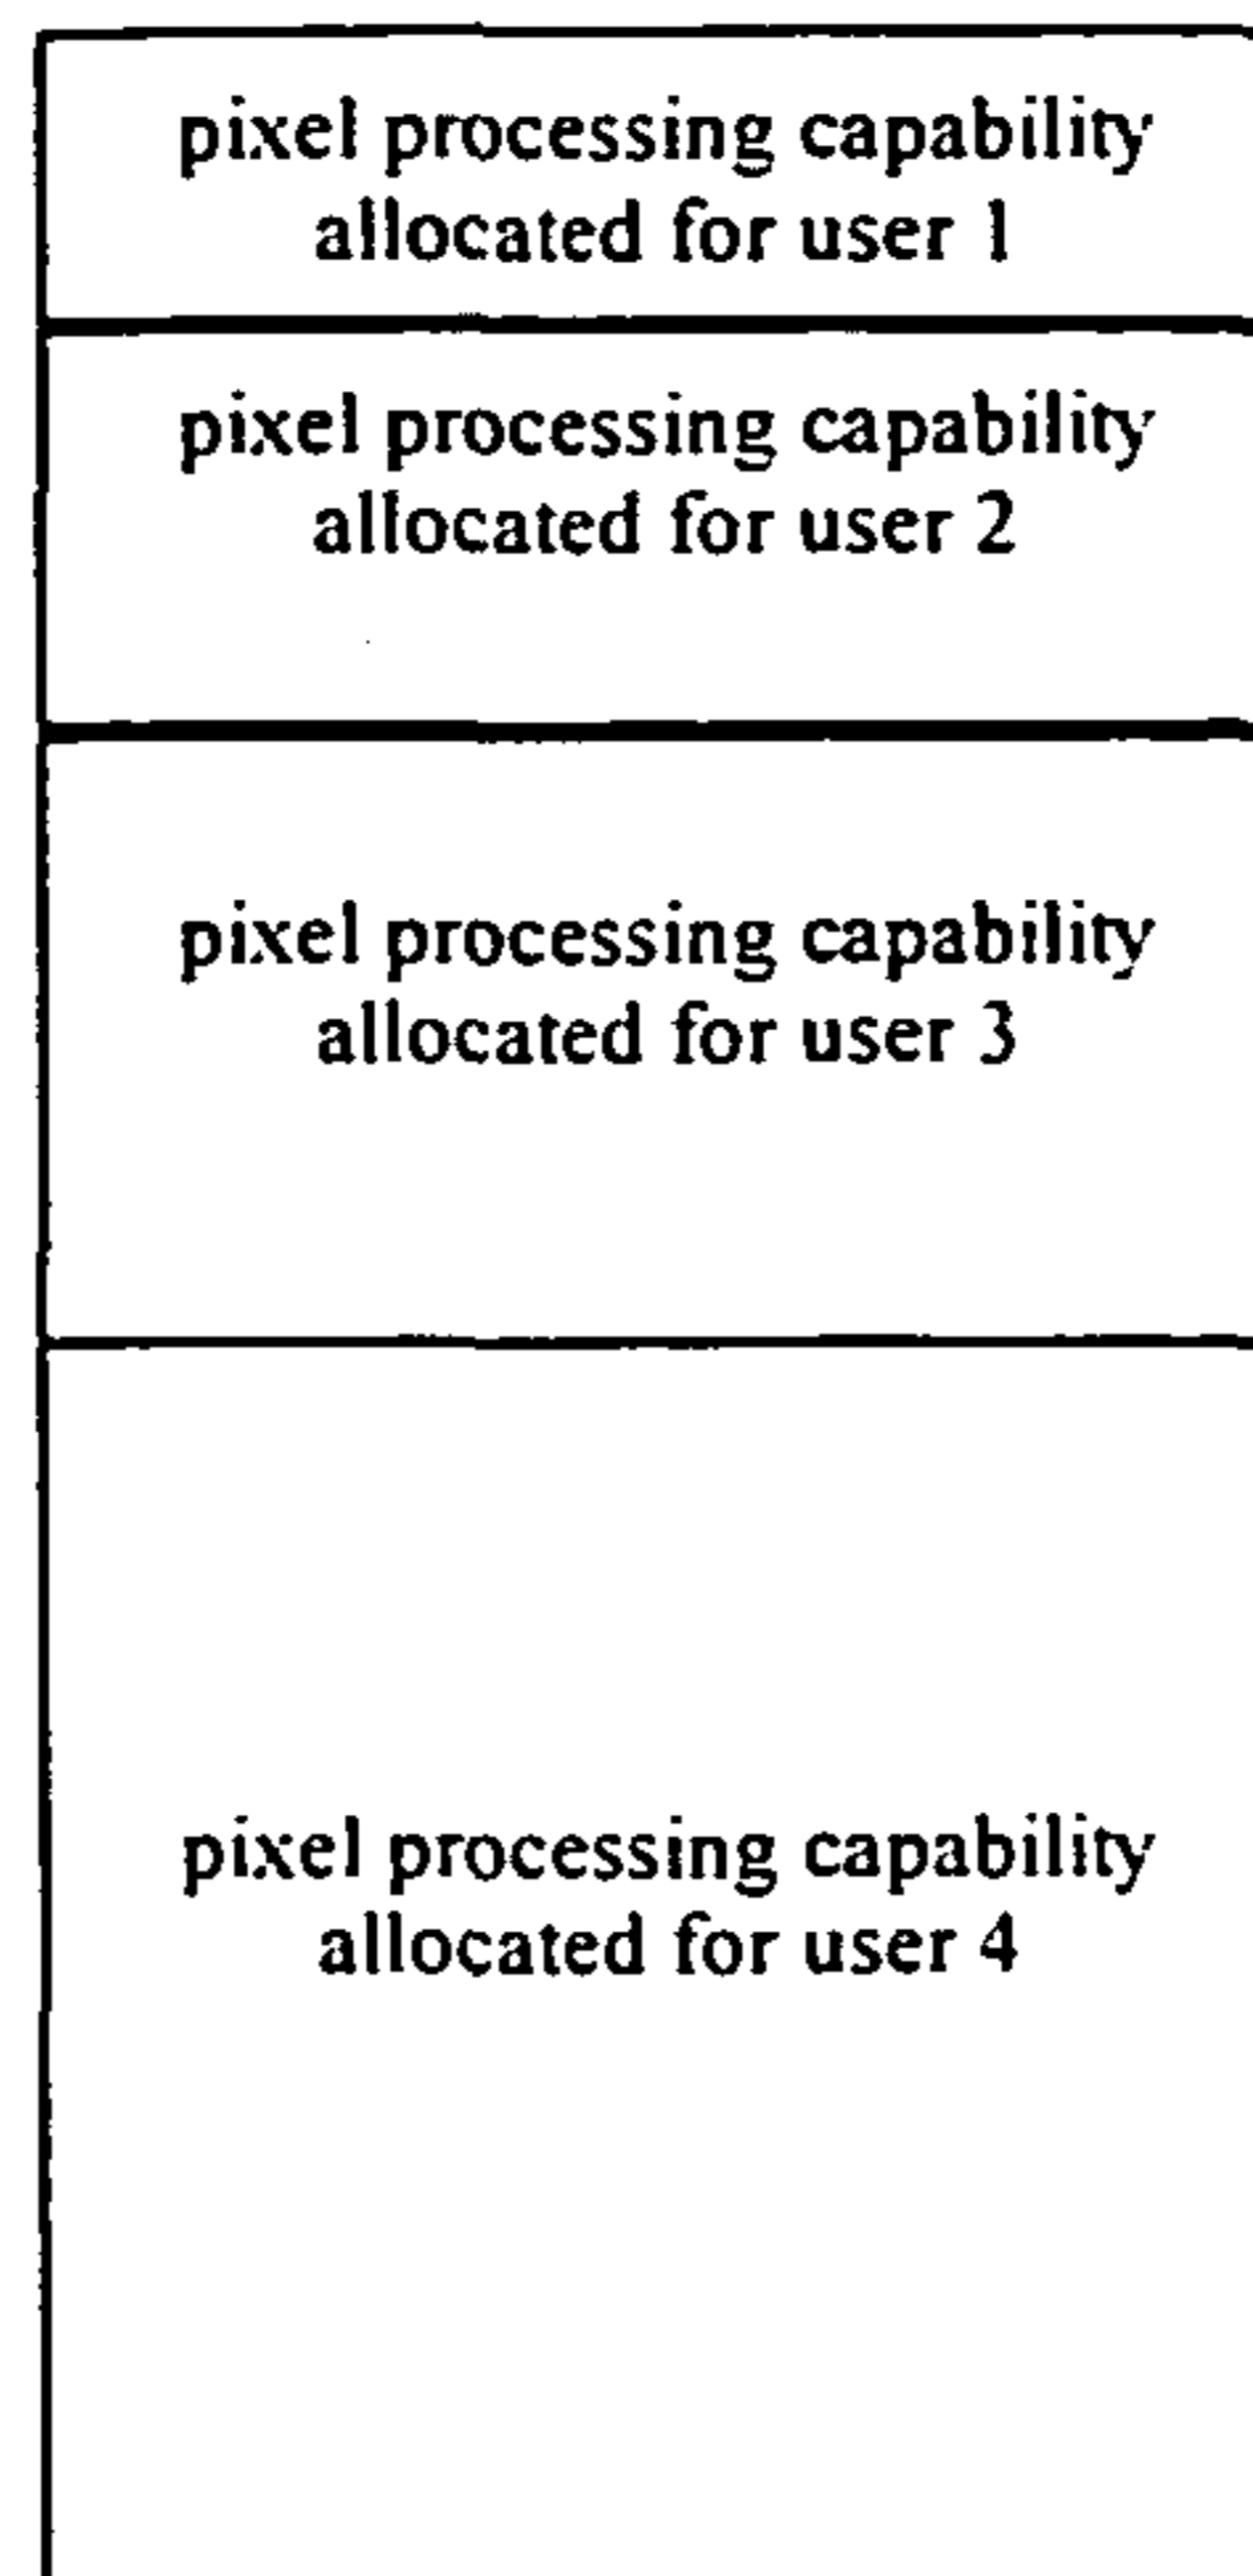 pixel processing capability
allocated for user 1
pixel processing capability
allocated for user 2
pixel processing capability
allocated for user 3
pixel processing capability
allocated for user 4